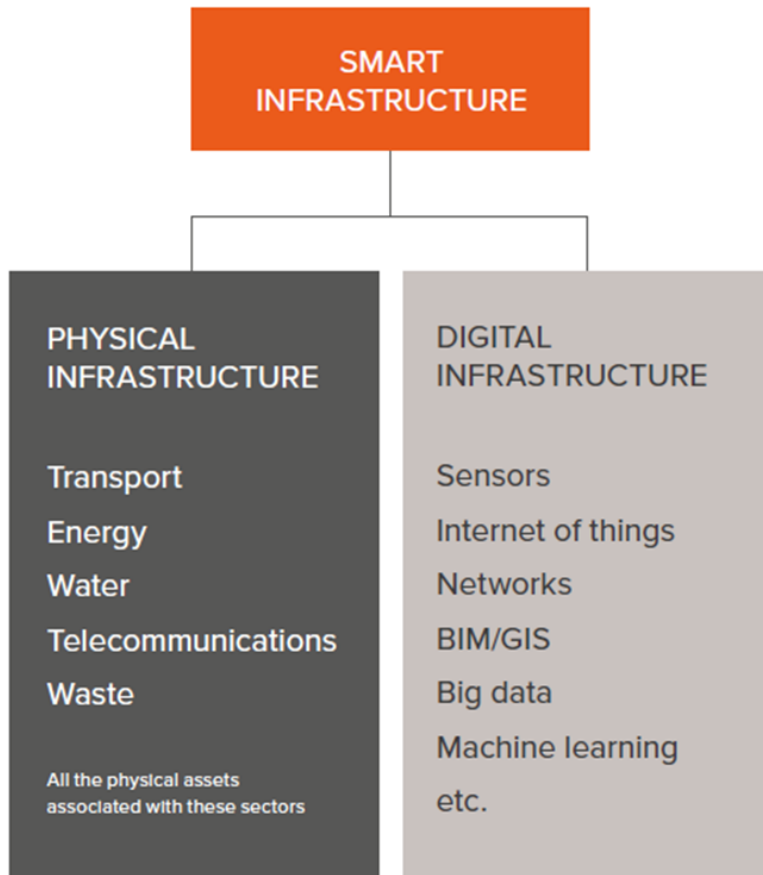 SMART
INFRASTRUCTURE
PHYSICAL
INFRASTRUCTURE
Transport
Energy
Water
Telecommunications
Waste
All the physical assets
associated with these sectors
DIGITAL
INFRASTRUCTURE
Sensors
Internet of things
Networks
BIM/GIS
Big data
Machine learning
etc.